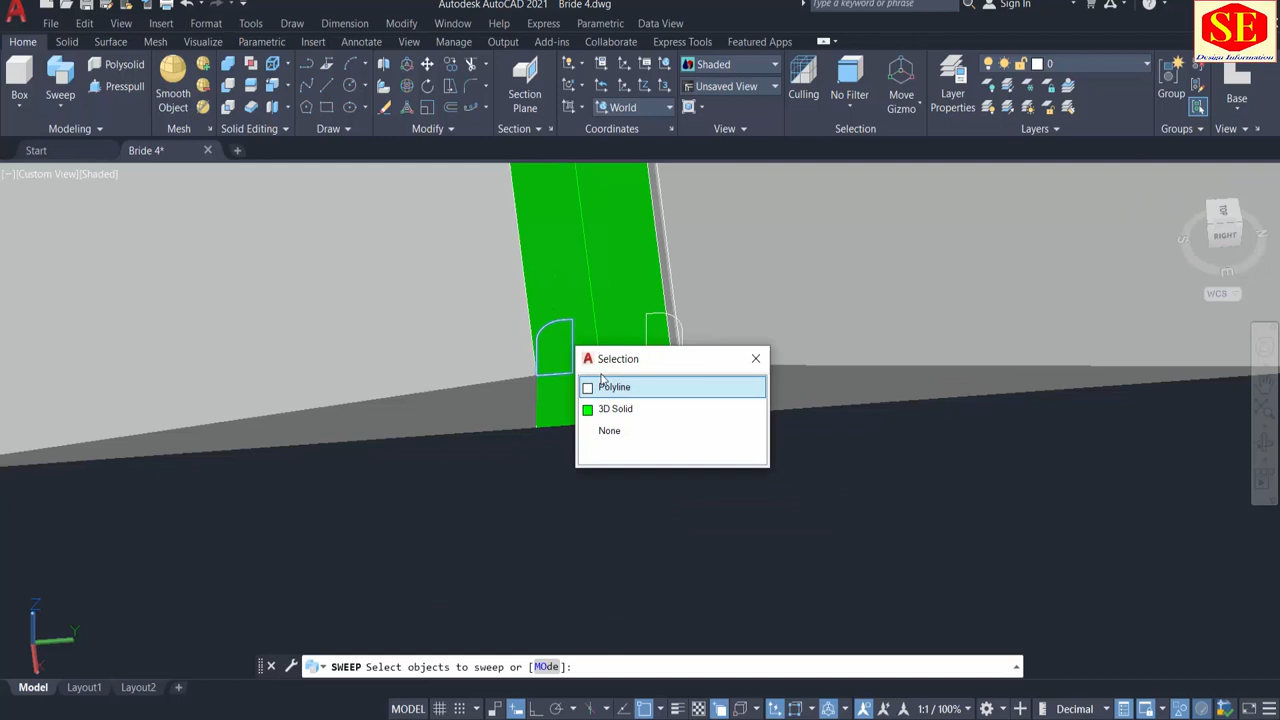 Autodesk AutoCAD 2021 Bride 4.dwg
Type a keyword or phrase
Sign In
File Edit View Insert Format Tools Draw Dimension Modify Window Help Express Parametric Data View
SE
Design Information
Home Solid Surface Mesh Visualize Parametric Insert Annotate View Manage Output Add-ins Collaborate Express Tools Featured Apps
Polysolid
Presspull
Box
Sweep
Smooth
Object
Section
Plane
Shaded
Unsaved View
World
Culling
No Filter
Move
Gizmo
Layer
Properties
0
Group
Base
Modeling
Mesh
Solid Editing
Draw
Modify
Section
Coordinates
View
Selection
Layers
Groups
View
Start
Bride 4*
[−][Custom View][Shaded]
TOP
RIGHT
S
N
E
WCS
Selection
Polyline
3D Solid
None
Z
Y
X
SWEEP Select objects to sweep or [MOde]:
Model Layout1 Layout2
MODEL
1:1 / 100%
Decimal